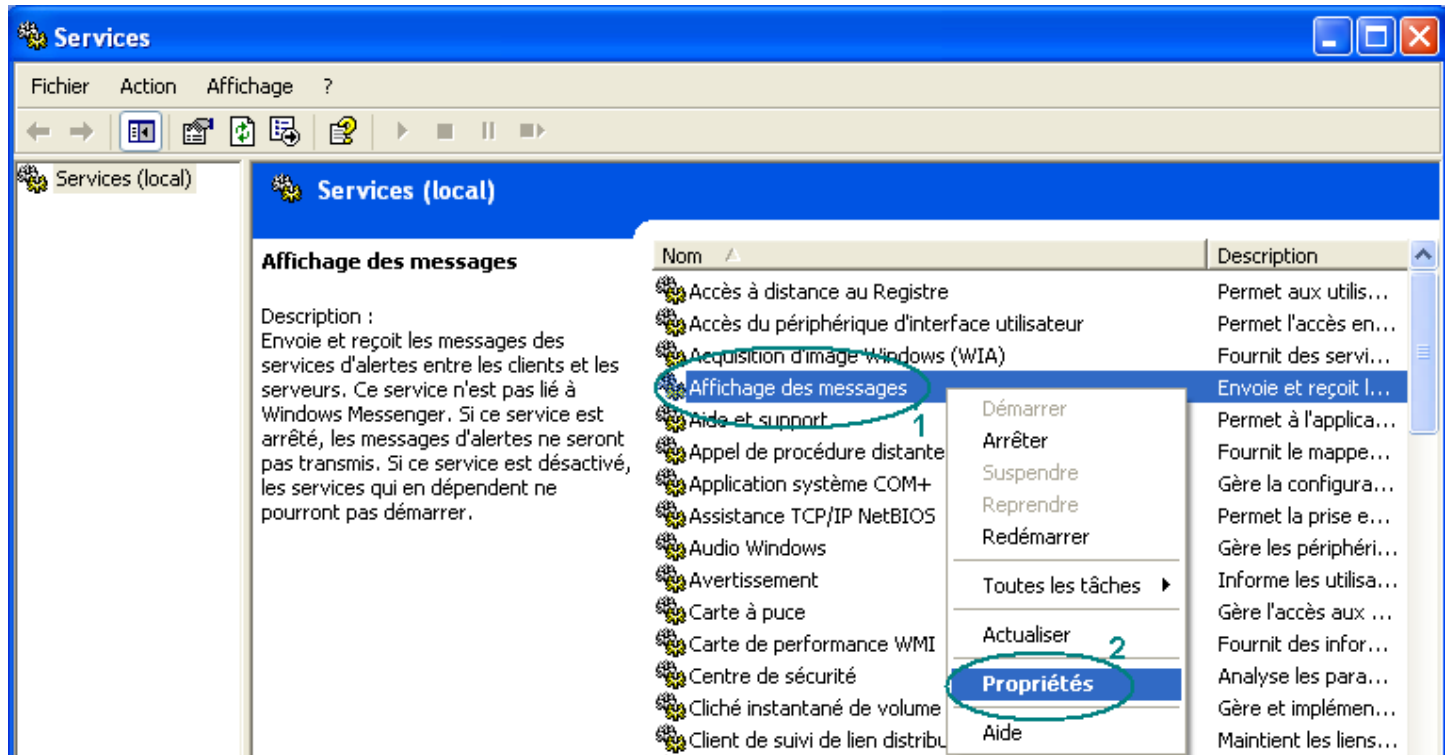 Services
Fichier Action Affichage ?
Services (local)
Services (local)
Affichage des messages
Description :
Envoie et reçoit les messages des
services d'alertes entre les clients et les
serveurs. Ce service n'est pas lié à
Windows Messenger. Si ce service est
arrêté, les messages d'alertes ne seront
pas transmis. Si ce service est désactivé,
les services qui en dépendent ne
pourront pas démarrer.
Nom Description
Accès à distance au Registre Permet aux utilis...
Accès du périphérique d'interface utilisateur Permet l'accès en...
Acquisition d'image Windows (WIA) Fournit des servi...
Affichage des messages Envoie et reçoit l...
1
Aide et support Permet à l'applica...
Appel de procédure distante Fournit le mappe...
Application système COM+ Gère la configura...
Assistance TCP/IP NetBIOS Permet la prise e...
Audio Windows Gère les périphéri...
Avertissement Informe les utilisa...
Carte à puce Gère l'accès aux ...
Carte de performance WMI Fournit des infor...
Centre de sécurité Analyse les para...
Cliché instantané de volume Gère et implémen...
Client de suivi de lien distribu Maintient les liens...
Démarrer
Arrêter
Suspendre
Reprendre
Redémarrer
Toutes les tâches
Actualiser
2
Propriétés
Aide